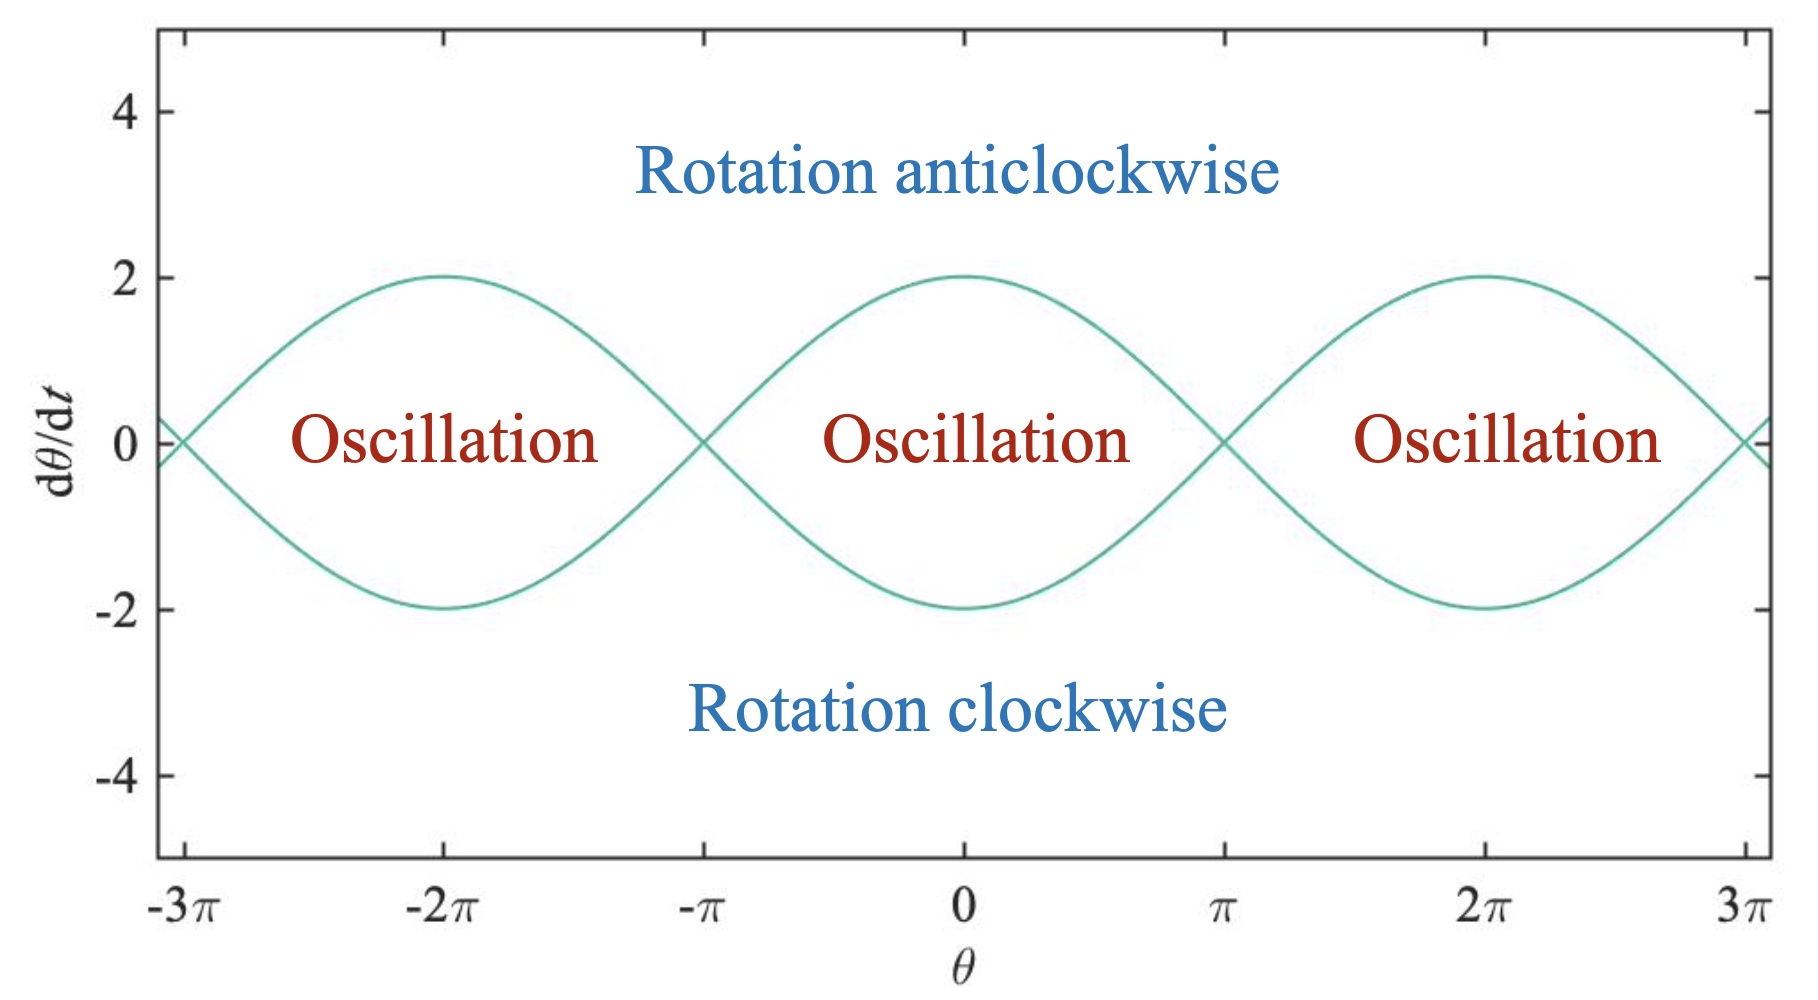 4
Rotation anticlockwise
2
dθ/dt
0
Oscillation Oscillation Oscillation
-2
Rotation clockwise
-4
-3π -2π -π 0 π 2π 3π
θ